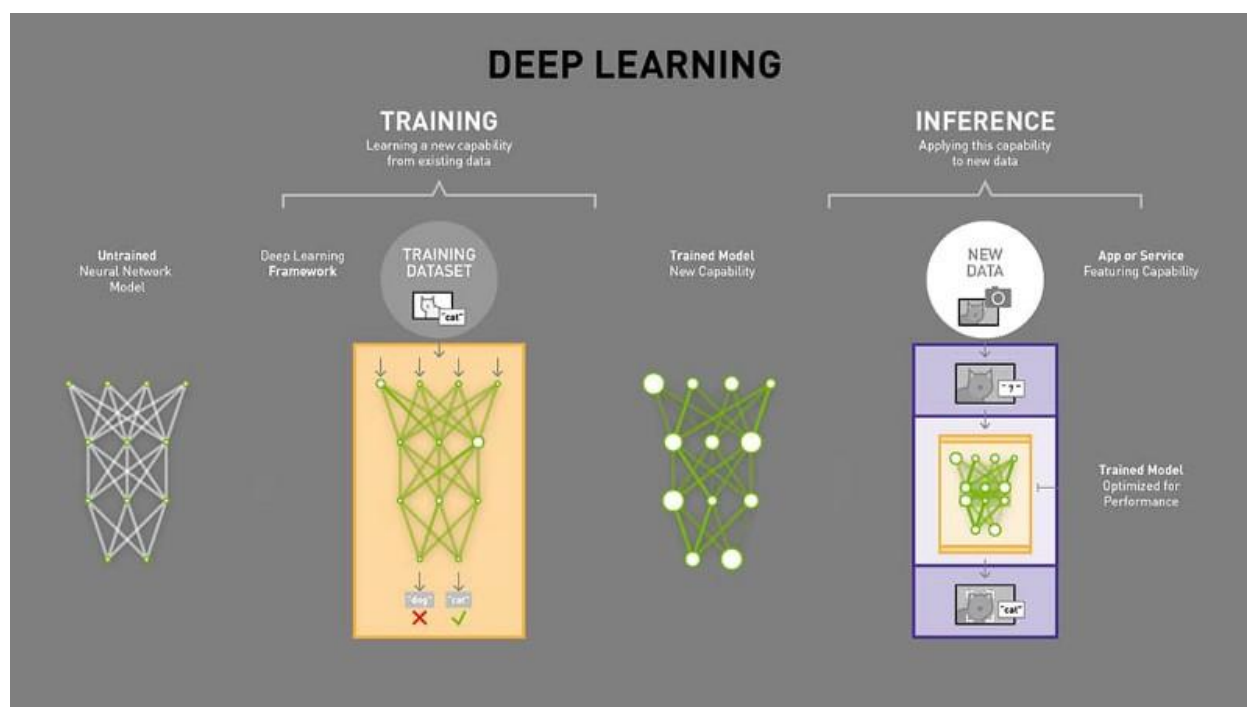 DEEP LEARNING
TRAINING
Learning a new capability
from existing data
INFERENCE
Applying this capability
to new data
Untrained
Neural Network
Model
Deep Learning
Framework
TRAINING
DATASET
"cat"
Trained Model
New Capability
NEW
DATA
App or Service
Featuring Capability
"?"
Trained Model
Optimized for
Performance
"dog"
"cat"
"cat"